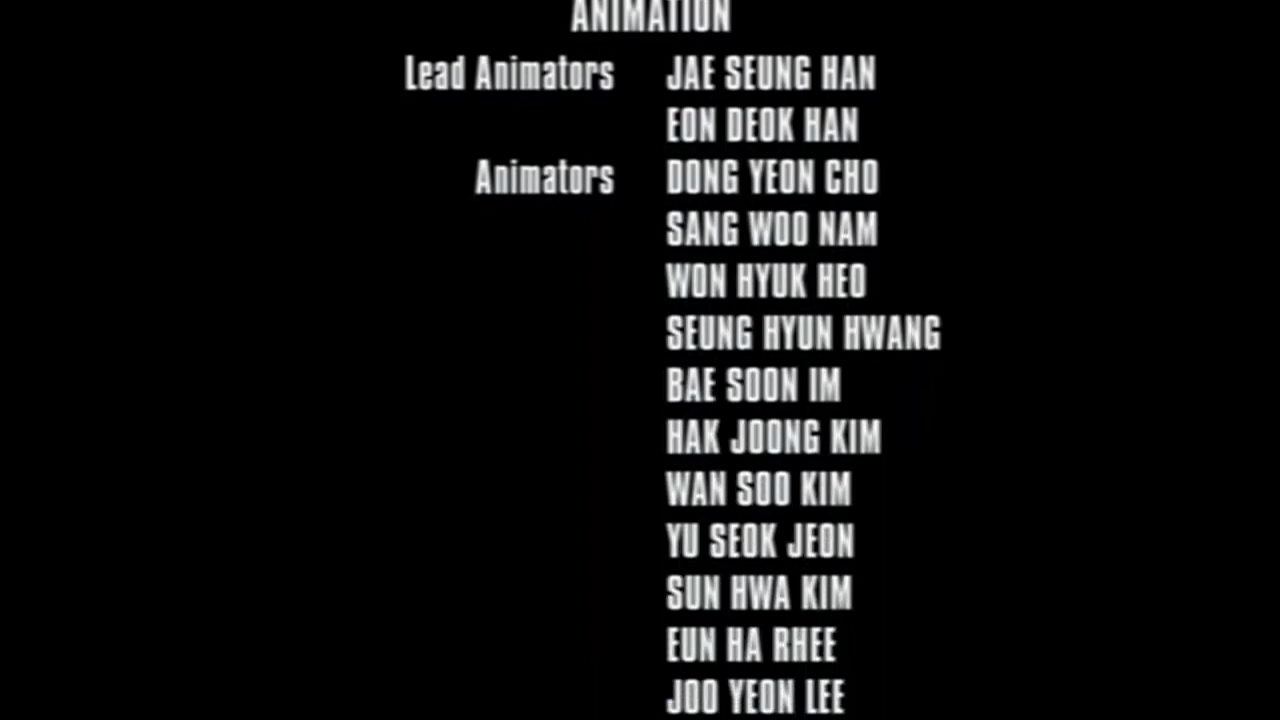 ANIMATION
Lead Animators JAE SEUNG HAN
EON DEOK HAN
Animators DONG YEON CHO
SANG WOO NAM
WON HYUK HEO
SEUNG HYUN HWANG
BAE SOON IM
HAK JOONG KIM
WAN SOO KIM
YU SEOK JEON
SUN HWA KIM
EUN HA RHEE
JOO YEON LEE